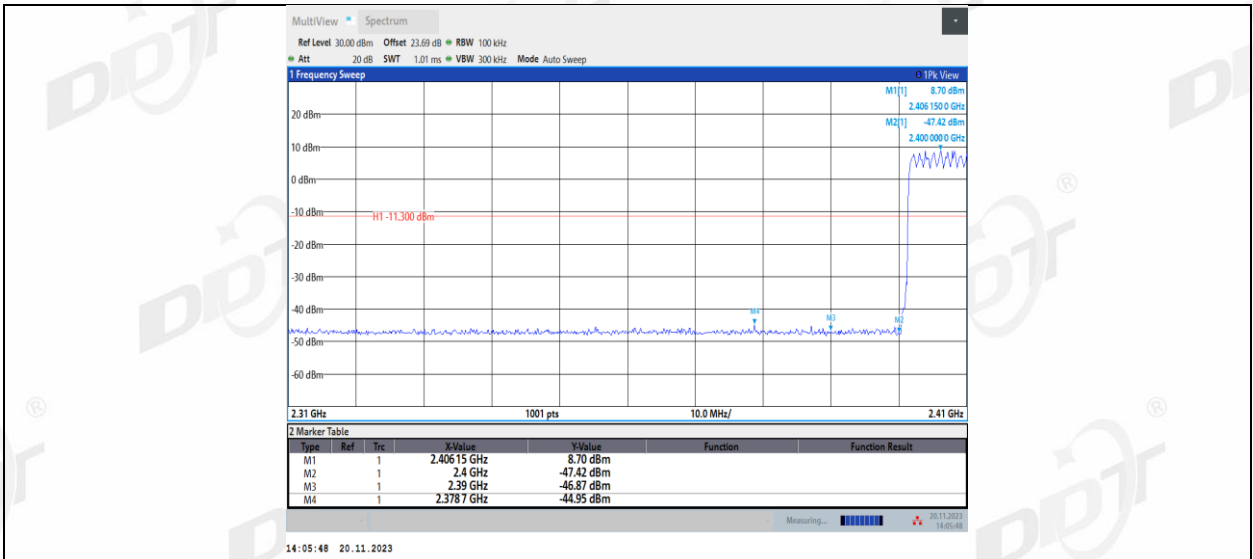 MultiView Spectrum
Ref Level 30.00 dBm Offset 23.69 dB RBW 100 kHz
Att 20 dB SWT 1.01 ms VBW 300 kHz Mode Auto Sweep
1 Frequency Sweep 1Pk View
M1[1] 8.70 dBm
2.406 150 0 GHz
M2[1] -47.42 dBm
2.400 000 0 GHz
20 dBm
10 dBm
0 dBm
-10 dBm
H1 -11.300 dBm
-20 dBm
-30 dBm
-40 dBm
M4 M3 M2
-50 dBm
-60 dBm
2.31 GHz 1001 pts 10.0 MHz/ 2.41 GHz
2 Marker Table
Type Ref Trc X-Value Y-Value Function Function Result
M1 1 2.406 15 GHz 8.70 dBm
M2 1 2.4 GHz -47.42 dBm
M3 1 2.39 GHz -46.87 dBm
M4 1 2.378 7 GHz -44.95 dBm
Measuring... 20.11.2023
14:05:48
14:05:48 20.11.2023
DDT
®